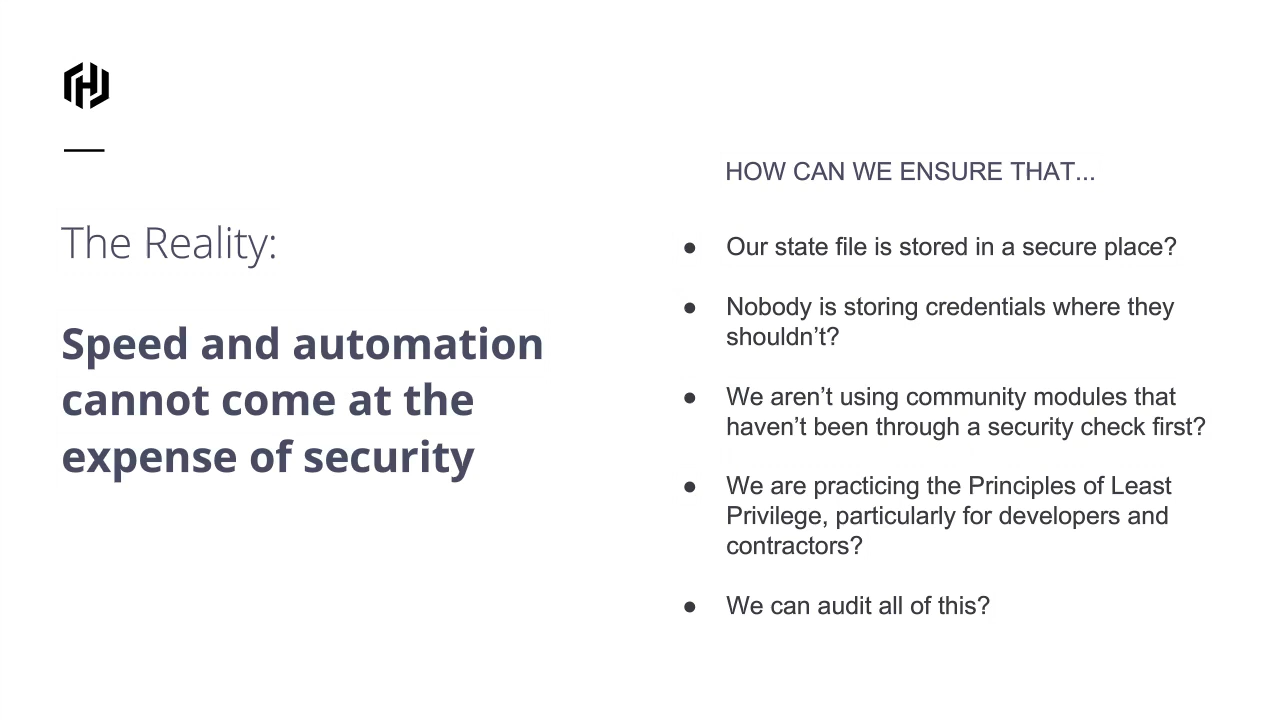 The Reality:
Speed and automation
cannot come at the
expense of security
HOW CAN WE ENSURE THAT...
● Our state file is stored in a secure place?
● Nobody is storing credentials where they
shouldn’t?
● We aren’t using community modules that
haven’t been through a security check first?
● We are practicing the Principles of Least
Privilege, particularly for developers and
contractors?
● We can audit all of this?